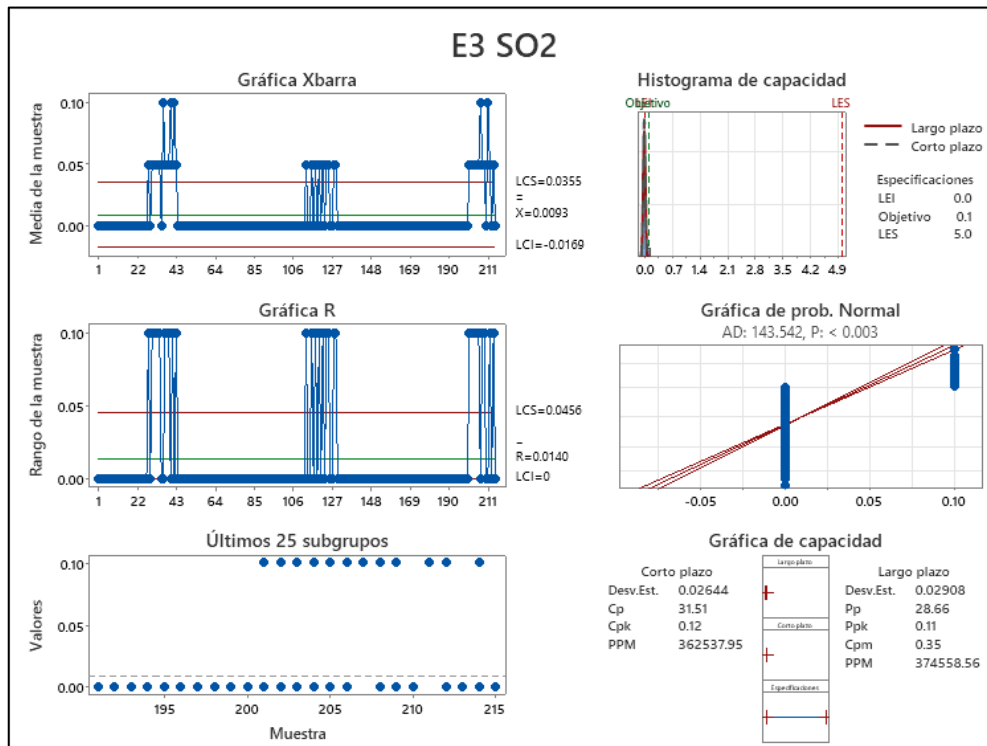 E3 SO2
Gráfica Xbarra
Media de la muestra
0.10
0.05
0.00
LCS=0.0355
=
X=0.0093
LCI=-0.0169
1 22 43 64 85 106 127 148 169 190 211
Histograma de capacidad
Objetivo
LES
Largo plazo
Corto plazo
Especificaciones
LEI 0.0
Objetivo 0.1
LES 5.0
0.0 0.7 1.4 2.1 2.8 3.5 4.2 4.9
Gráfica R
Rango de la muestra
0.10
0.05
0.00
LCS=0.0456
_
R=0.0140
LCI=0
1 22 43 64 85 106 127 148 169 190 211
Gráfica de prob. Normal
AD: 143.542, P: < 0.003
-0.05 0.00 0.05 0.10
Últimos 25 subgrupos
Valores
0.10
0.05
0.00
195 200 205 210 215
Muestra
Gráfica de capacidad
Corto plazo
Desv.Est. 0.02644
Cp 31.51
Cpk 0.12
PPM 362537.95
Largo plazo
Corto plazo
Especificaciones
Largo plazo
Desv.Est. 0.02908
Pp 28.66
Ppk 0.11
Cpm 0.35
PPM 374558.56